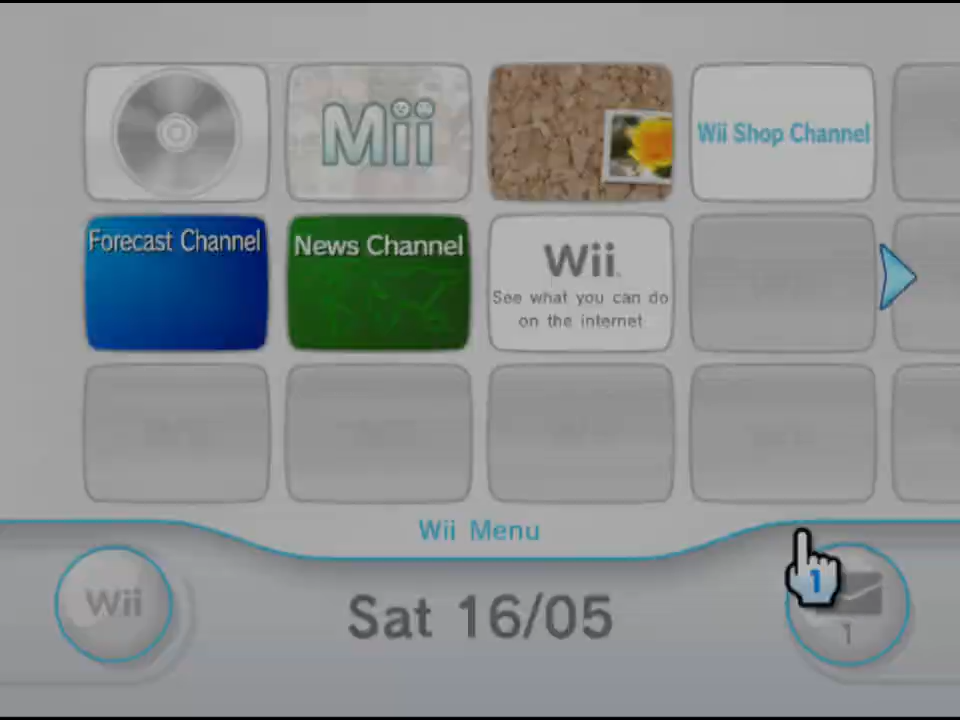 Mii
Wii Shop Channel
Forecast Channel
News Channel
Wii
See what you can do
on the internet
Wii Menu
Wii
Sat 16/05
1
1